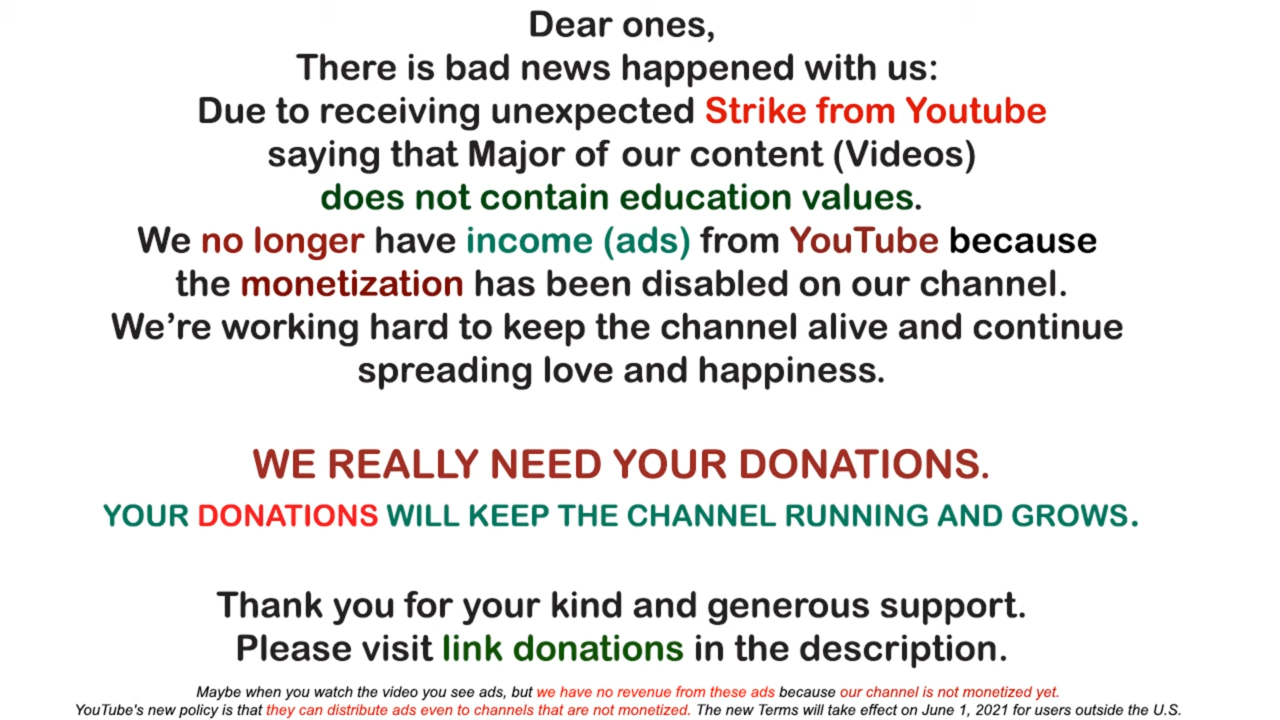 Dear ones,
There is bad news happened with us:
Due to receiving unexpected Strike from Youtube
saying that Major of our content (Videos)
does not contain education values.
We no longer have income (ads) from YouTube because
the monetization has been disabled on our channel.
We’re working hard to keep the channel alive and continue
spreading love and happiness.
WE REALLY NEED YOUR DONATIONS.
YOUR DONATIONS WILL KEEP THE CHANNEL RUNNING AND GROWS.
Thank you for your kind and generous support.
Please visit link donations in the description.
Maybe when you watch the video you see ads, but we have no revenue from these ads because our channel is not monetized yet.
YouTube's new policy is that they can distribute ads even to channels that are not monetized. The new Terms will take effect on June 1, 2021 for users outside the U.S.